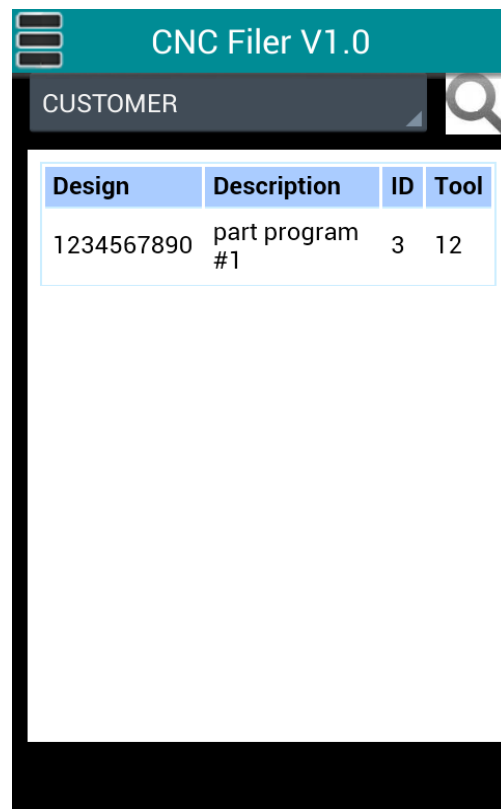 CNC Filer V1.0
CUSTOMER
Design Description ID Tool
1234567890 part program #1 3 12